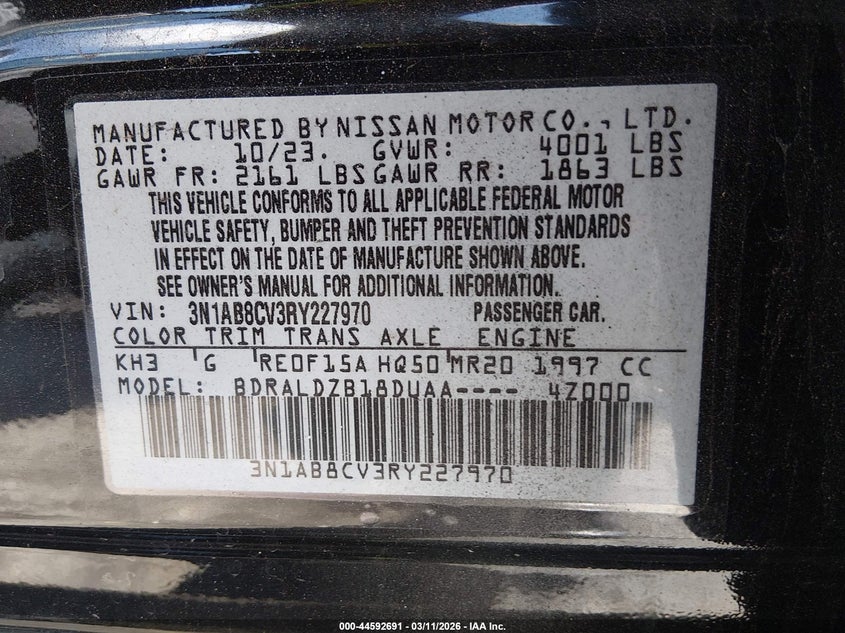 MANUFACTURED BY NISSAN MOTOR CO., LTD.
DATE: 10/23. GVWR: 4001 LBS
GAWR FR: 2161 LBS GAWR RR: 1863 LBS
THIS VEHICLE CONFORMS TO ALL APPLICABLE FEDERAL MOTOR
VEHICLE SAFETY, BUMPER AND THEFT PREVENTION STANDARDS
IN EFFECT ON THE DATE OF MANUFACTURE SHOWN ABOVE.
SEE OWNER'S MANUAL FOR ADDITIONAL INFORMATION.
VIN: 3N1AB8CV3RY227970 PASSENGER CAR.
COLOR TRIM TRANS AXLE ENGINE
KH3 G RE0F15A HQ50 MR20 1997 CC
MODEL: BDRALDZB18DUAA---- 4Z000
3N1AB8CV3RY227970
000-44592691 - 03/11/2026 - IAA Inc.